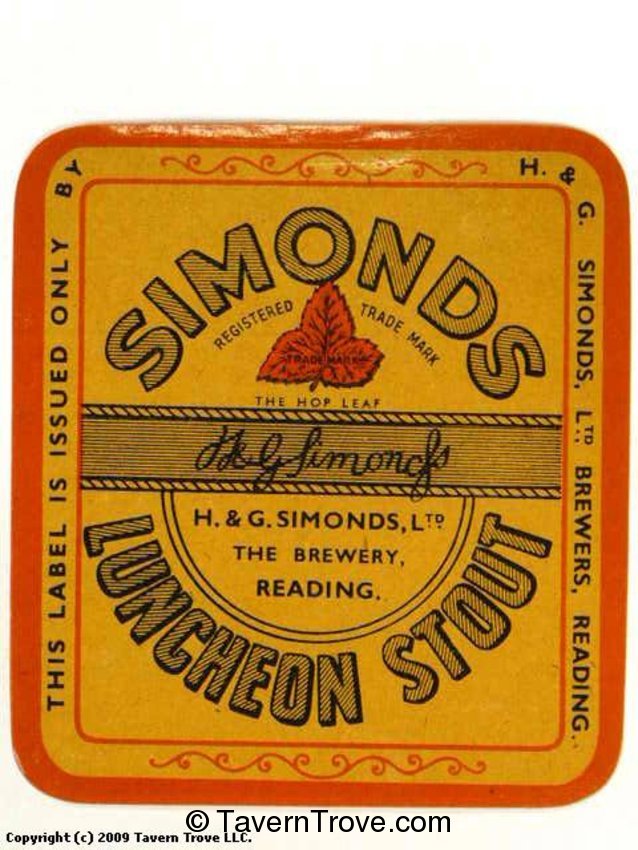 THIS LABEL IS ISSUED ONLY BY
H. & G. SIMONDS, LTD. BREWERS, READING.
SIMONDS
REGISTERED TRADE MARK
TRADE MARK
THE HOP LEAF
H&G Simonds
H. & G. SIMONDS, LTD.
THE BREWERY,
READING.
LUNCHEON STOUT
© TavernTrove.com
Copyright (c) 2009 Tavern Trove LLC.